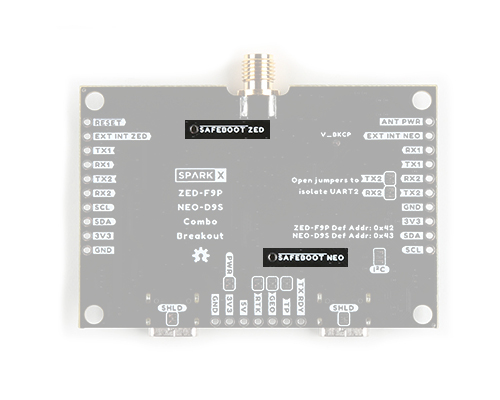 RESET
EXT INT ZED
TX1
RX1
TX2
RX2
SCL
SDA
3V3
GND
SAFEBOOT ZED
SPARK X
ZED-F9P
NEO-D9S
Combo
Breakout
V_BKCP
ANT PWR
EXT INT NEO
RX1
TX1
RX2
TX2
GND
3V3
SDA
SCL
Open jumpers to TX2
isolate UART2 RX2
ZED-F9P Def Addr: 0x42
NEO-D9S Def Addr: 0x43
SAFEBOOT NEO
I²C
PWR
GND
3V3
5V
RTK
GEO
TP
TXRDY
SHLD
SHLD